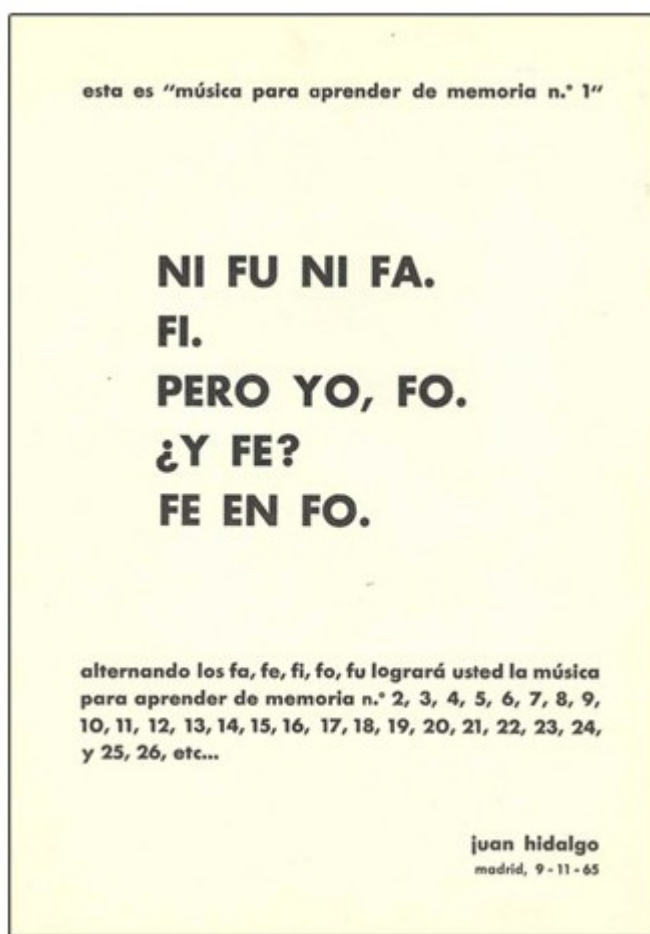 esta es “música para aprender de memoria n.° 1”
NI FU NI FA.
FI.
PERO YO, FO.
¿Y FE?
FE EN FO.
alternando los fa, fe, fi, fo, fu logrará usted la música
para aprender de memoria n.° 2, 3, 4, 5, 6, 7, 8, 9,
10, 11, 12, 13, 14, 15, 16, 17, 18, 19, 20, 21, 22, 23, 24,
y 25, 26, etc...
juan hidalgo
madrid, 9 - 11 - 65